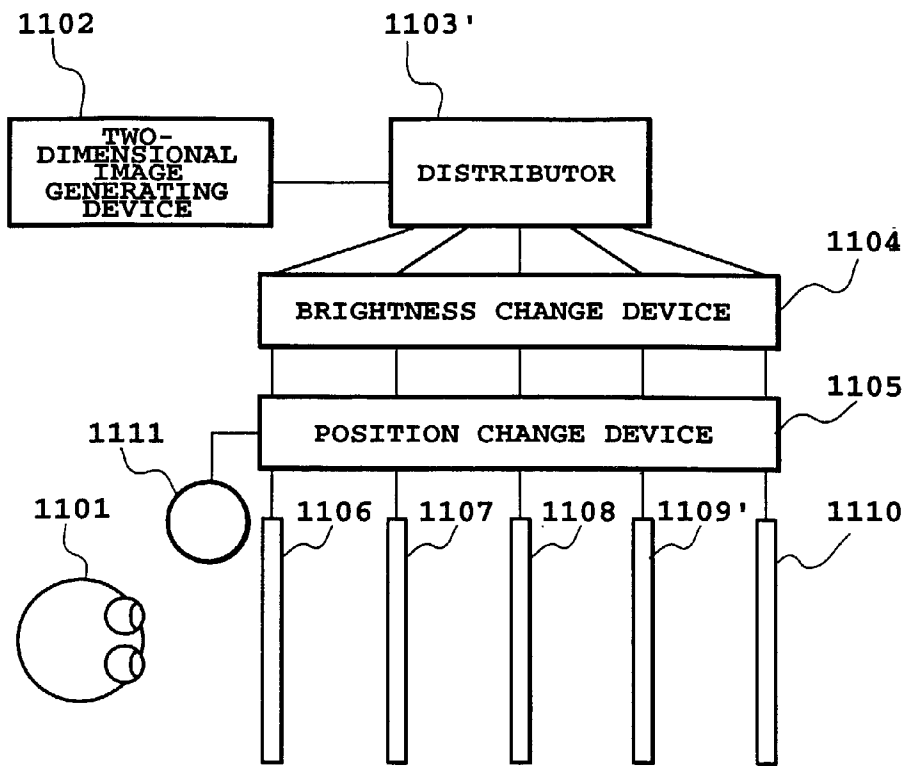 1102
1103'
TWO-
DIMENSIONAL
IMAGE
GENERATING
DEVICE
DISTRIBUTOR
1104
BRIGHTNESS CHANGE DEVICE
1105
POSITION CHANGE DEVICE
1111
1101
1106
1107
1108
1109'
1110